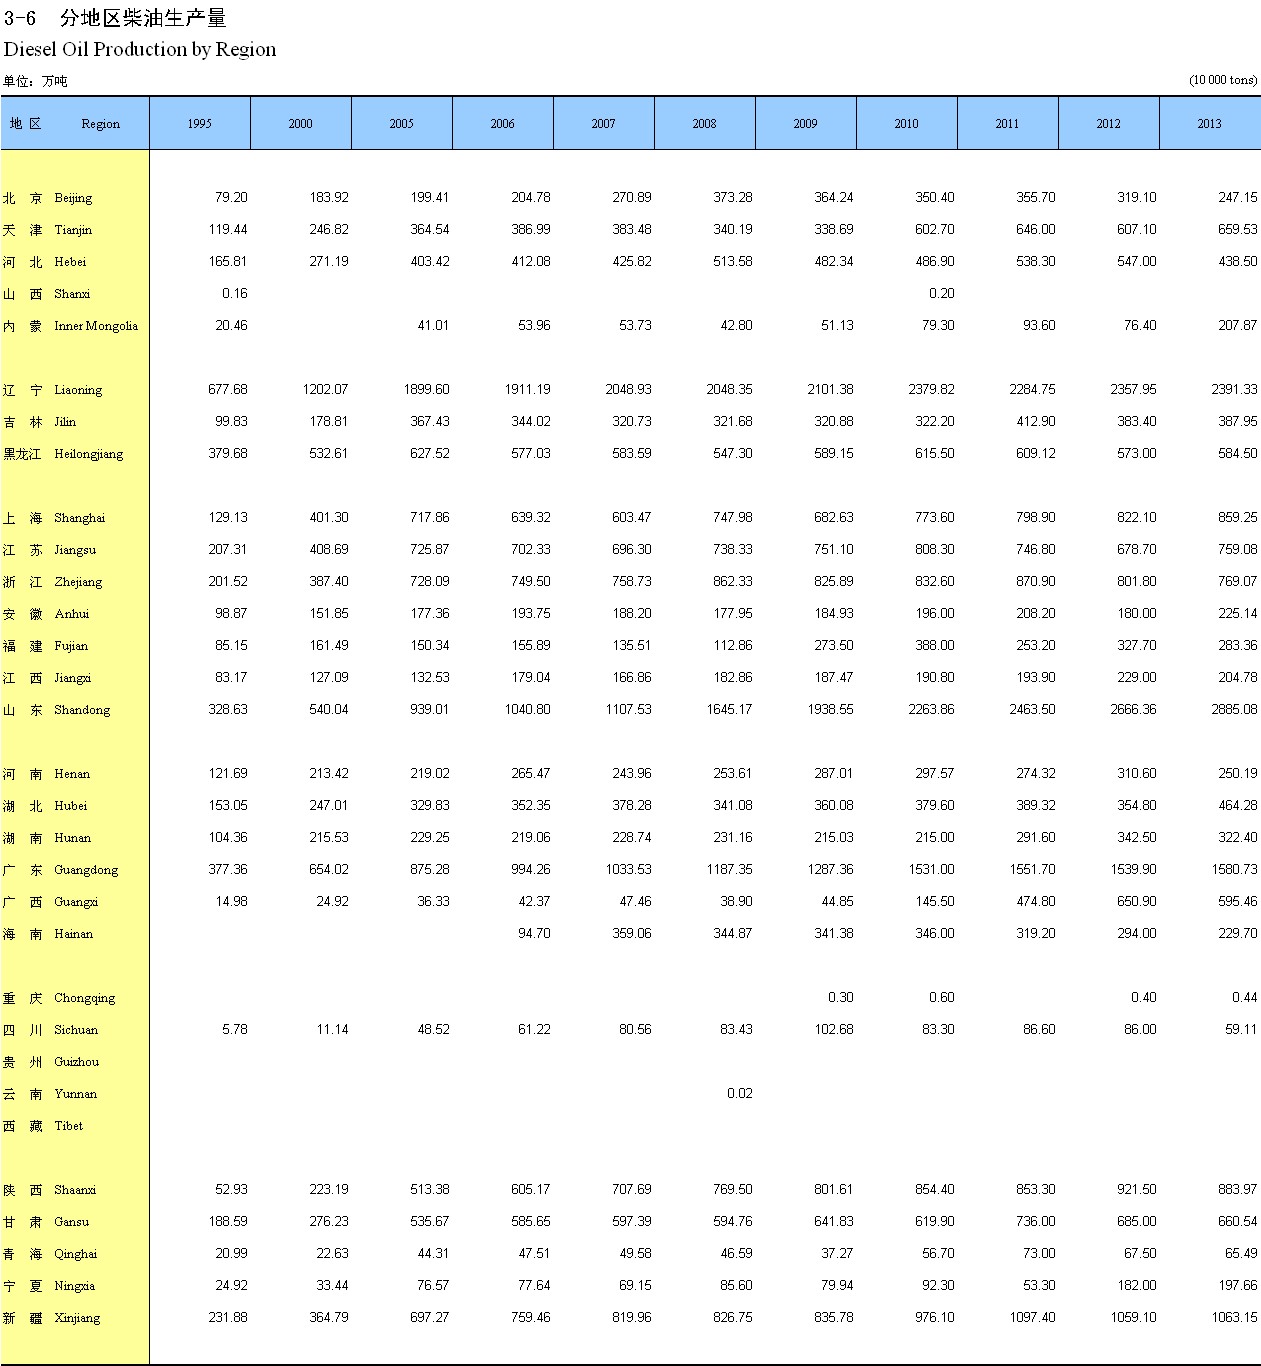 3-6 分地区柴油生产量
Diesel Oil Production by Region
单位：万吨 (10 000 tons)
地 区 Region 1995 2000 2005 2006 2007 2008 2009 2010 2011 2012 2013
北 京 Beijing 79.20 183.92 199.41 204.78 270.89 373.28 364.24 350.40 355.70 319.10 247.15
天 津 Tianjin 119.44 246.82 364.54 386.99 383.48 340.19 338.69 602.70 646.00 607.10 659.53
河 北 Hebei 165.81 271.19 403.42 412.08 425.82 513.58 482.34 486.90 538.30 547.00 438.50
山 西 Shanxi 0.16 0.20
内 蒙 Inner Mongolia 20.46 41.01 53.96 53.73 42.80 51.13 79.30 93.60 76.40 207.87
辽 宁 Liaoning 677.68 1202.07 1899.60 1911.19 2048.93 2048.35 2101.38 2379.82 2284.75 2357.95 2391.33
吉 林 Jilin 99.83 178.81 367.43 344.02 320.73 321.68 320.88 322.20 412.90 383.40 387.95
黑龙江 Heilongjiang 379.68 532.61 627.52 577.03 583.59 547.30 589.15 615.50 609.12 573.00 584.50
上 海 Shanghai 129.13 401.30 717.86 639.32 603.47 747.98 682.63 773.60 798.90 822.10 859.25
江 苏 Jiangsu 207.31 408.69 725.87 702.33 696.30 738.33 751.10 808.30 746.80 678.70 759.08
浙 江 Zhejiang 201.52 387.40 728.09 749.50 758.73 862.33 825.89 832.60 870.90 801.80 769.07
安 徽 Anhui 98.87 151.85 177.36 193.75 188.20 177.95 184.93 196.00 208.20 180.00 225.14
福 建 Fujian 85.15 161.49 150.34 155.89 135.51 112.86 273.50 388.00 253.20 327.70 283.36
江 西 Jiangxi 83.17 127.09 132.53 179.04 166.86 182.86 187.47 190.80 193.90 229.00 204.78
山 东 Shandong 328.63 540.04 939.01 1040.80 1107.53 1645.17 1938.55 2263.86 2463.50 2666.36 2885.08
河 南 Henan 121.69 213.42 219.02 265.47 243.96 253.61 287.01 297.57 274.32 310.60 250.19
湖 北 Hubei 153.05 247.01 329.83 352.35 378.28 341.08 360.08 379.60 389.32 354.80 464.28
湖 南 Hunan 104.36 215.53 229.25 219.06 228.74 231.16 215.03 215.00 291.60 342.50 322.40
广 东 Guangdong 377.36 654.02 875.28 994.26 1033.53 1187.35 1287.36 1531.00 1551.70 1539.90 1580.73
广 西 Guangxi 14.98 24.92 36.33 42.37 47.46 38.90 44.85 145.50 474.80 650.90 595.46
海 南 Hainan 94.70 359.06 344.87 341.38 346.00 319.20 294.00 229.70
重 庆 Chongqing 0.30 0.60 0.40 0.44
四 川 Sichuan 5.78 11.14 48.52 61.22 80.56 83.43 102.68 83.30 86.60 86.00 59.11
贵 州 Guizhou
云 南 Yunnan 0.02
西 藏 Tibet
陕 西 Shaanxi 52.93 223.19 513.38 605.17 707.69 769.50 801.61 854.40 853.30 921.50 883.97
甘 肃 Gansu 188.59 276.23 535.67 585.65 597.39 594.76 641.83 619.90 736.00 685.00 660.54
青 海 Qinghai 20.99 22.63 44.31 47.51 49.58 46.59 37.27 56.70 73.00 67.50 65.49
宁 夏 Ningxia 24.92 33.44 76.57 77.64 69.15 85.60 79.94 92.30 53.30 182.00 197.66
新 疆 Xinjiang 231.88 364.79 697.27 759.46 819.96 826.75 835.78 976.10 1097.40 1059.10 1063.15